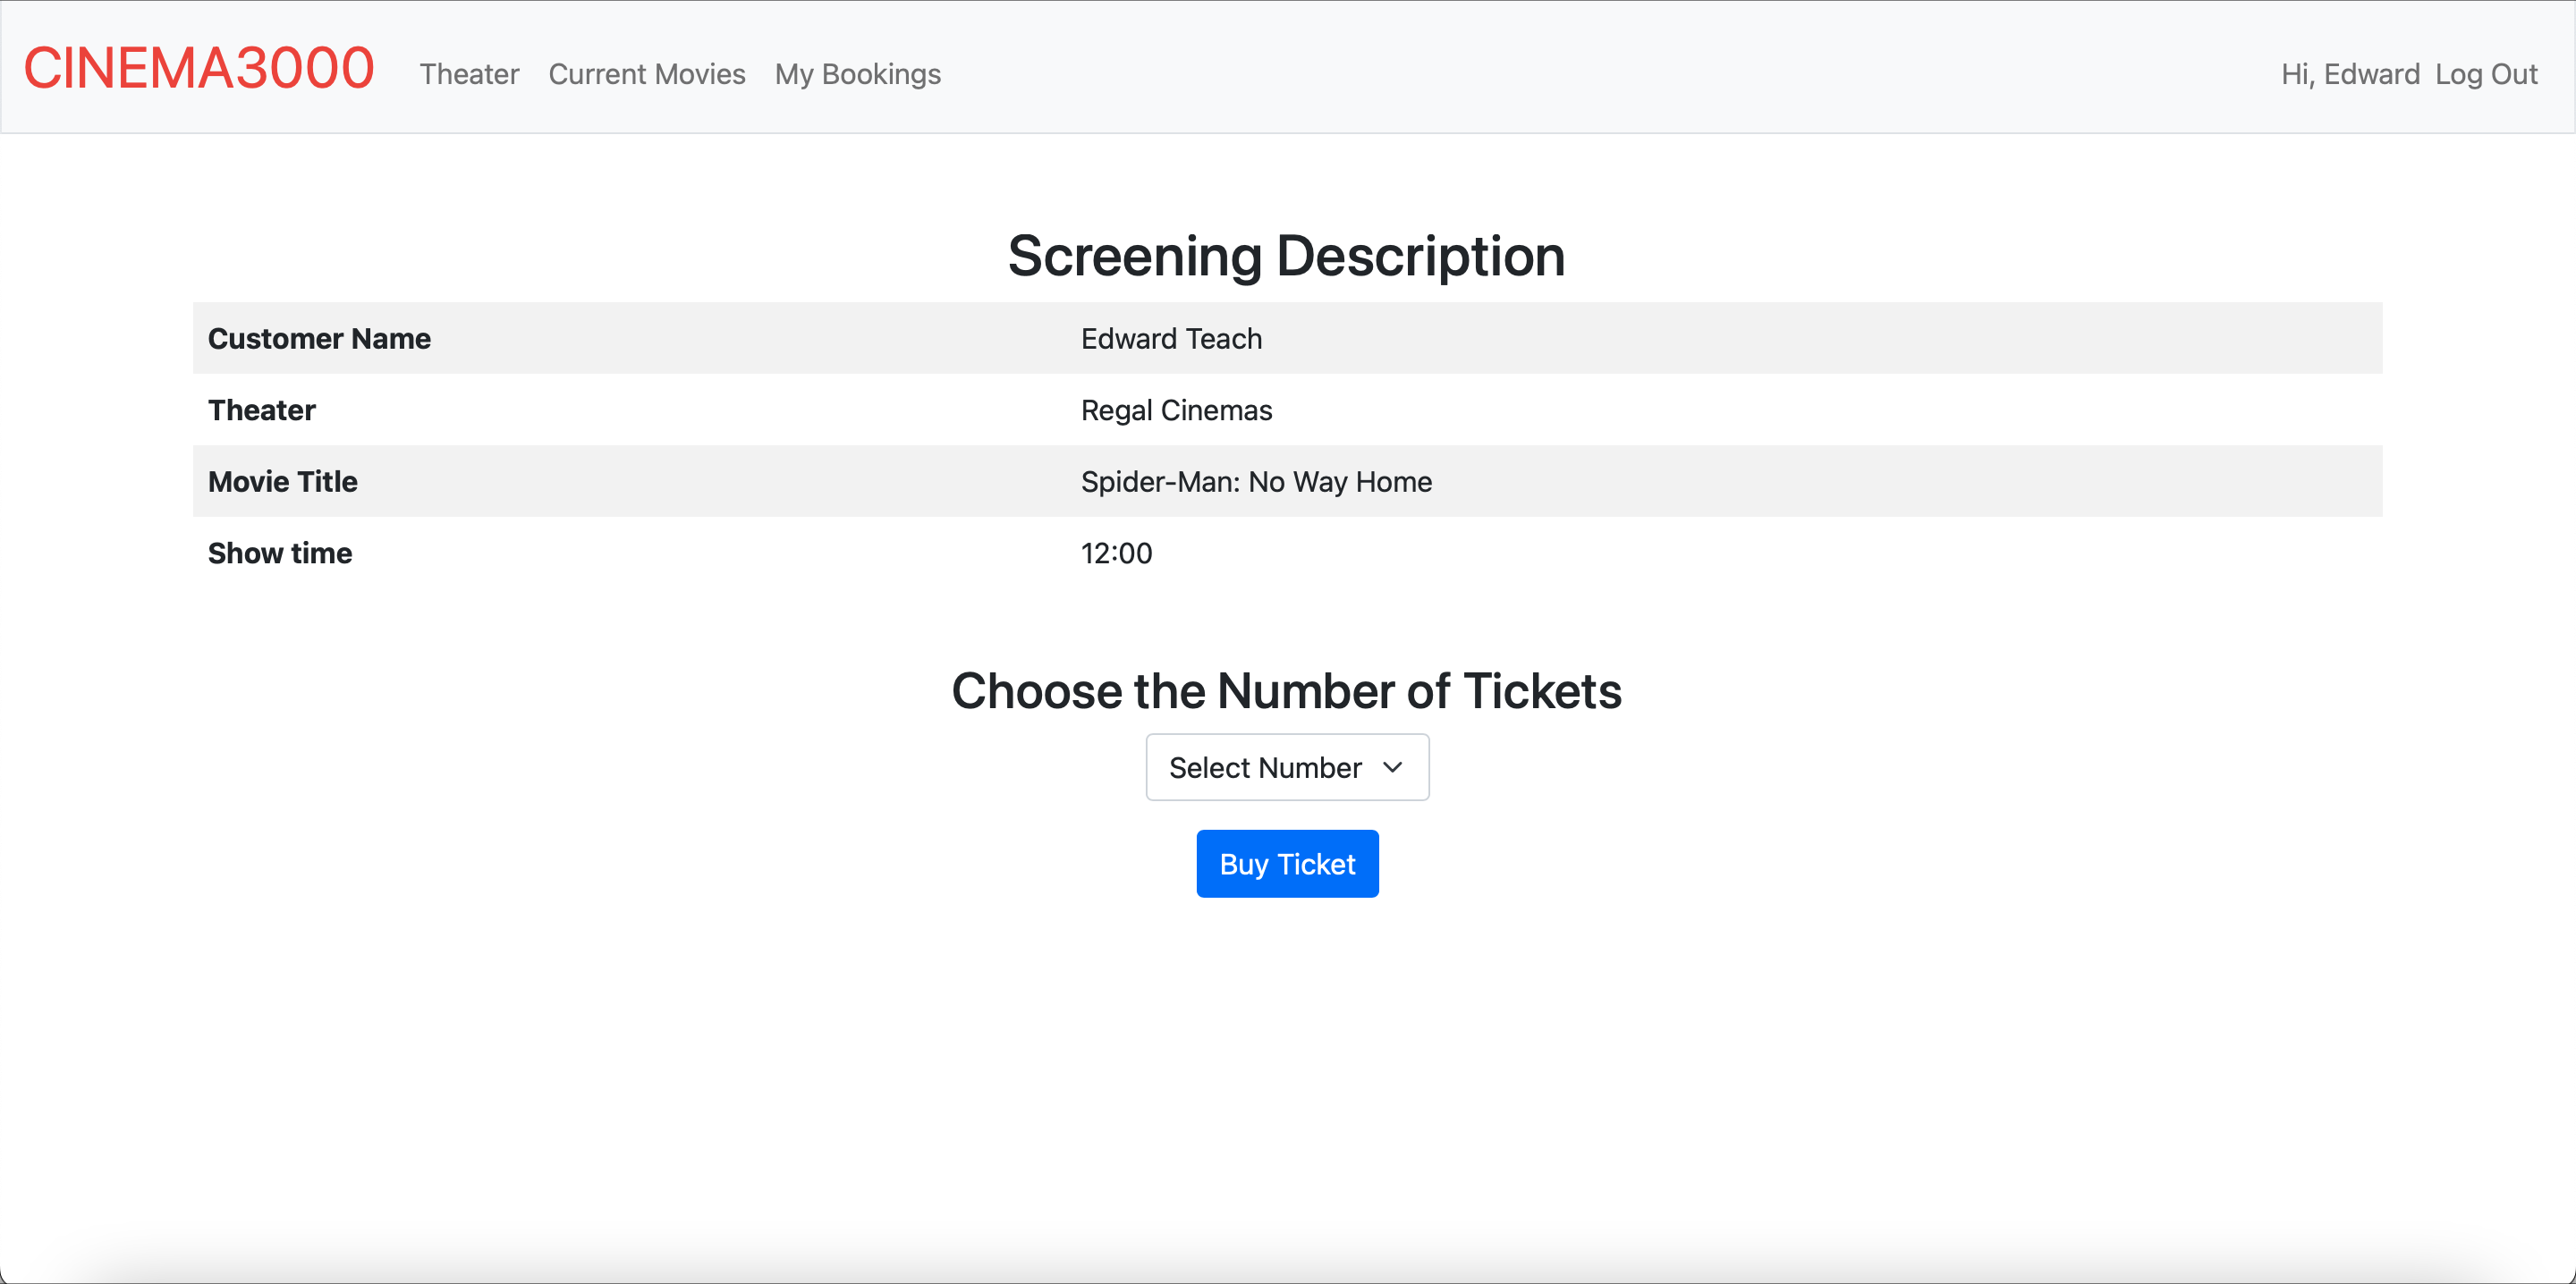 CINEMA3000 Theater Current Movies My Bookings Hi, Edward Log Out
Screening Description
Customer Name Edward Teach
Theater Regal Cinemas
Movie Title Spider-Man: No Way Home
Show time 12:00
Choose the Number of Tickets
Select Number
Buy Ticket